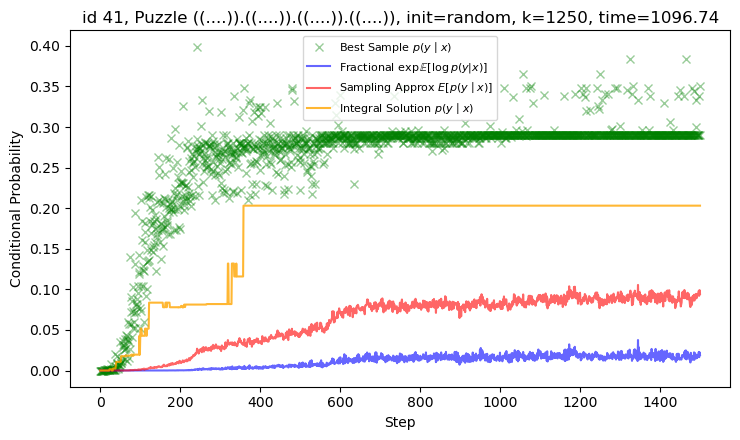 id 41, Puzzle ((....)).((....)).((....)).((....)), init=random, k=1250, time=1096.74
Best Sample p(y | x)
Fractional exp𝔼[log p(y|x)]
Sampling Approx E[p(y | x)]
Integral Solution p(y | x)
Conditional Probability
0.40
0.35
0.30
0.25
0.20
0.15
0.10
0.05
0.00
0 200 400 600 800 1000 1200 1400
Step